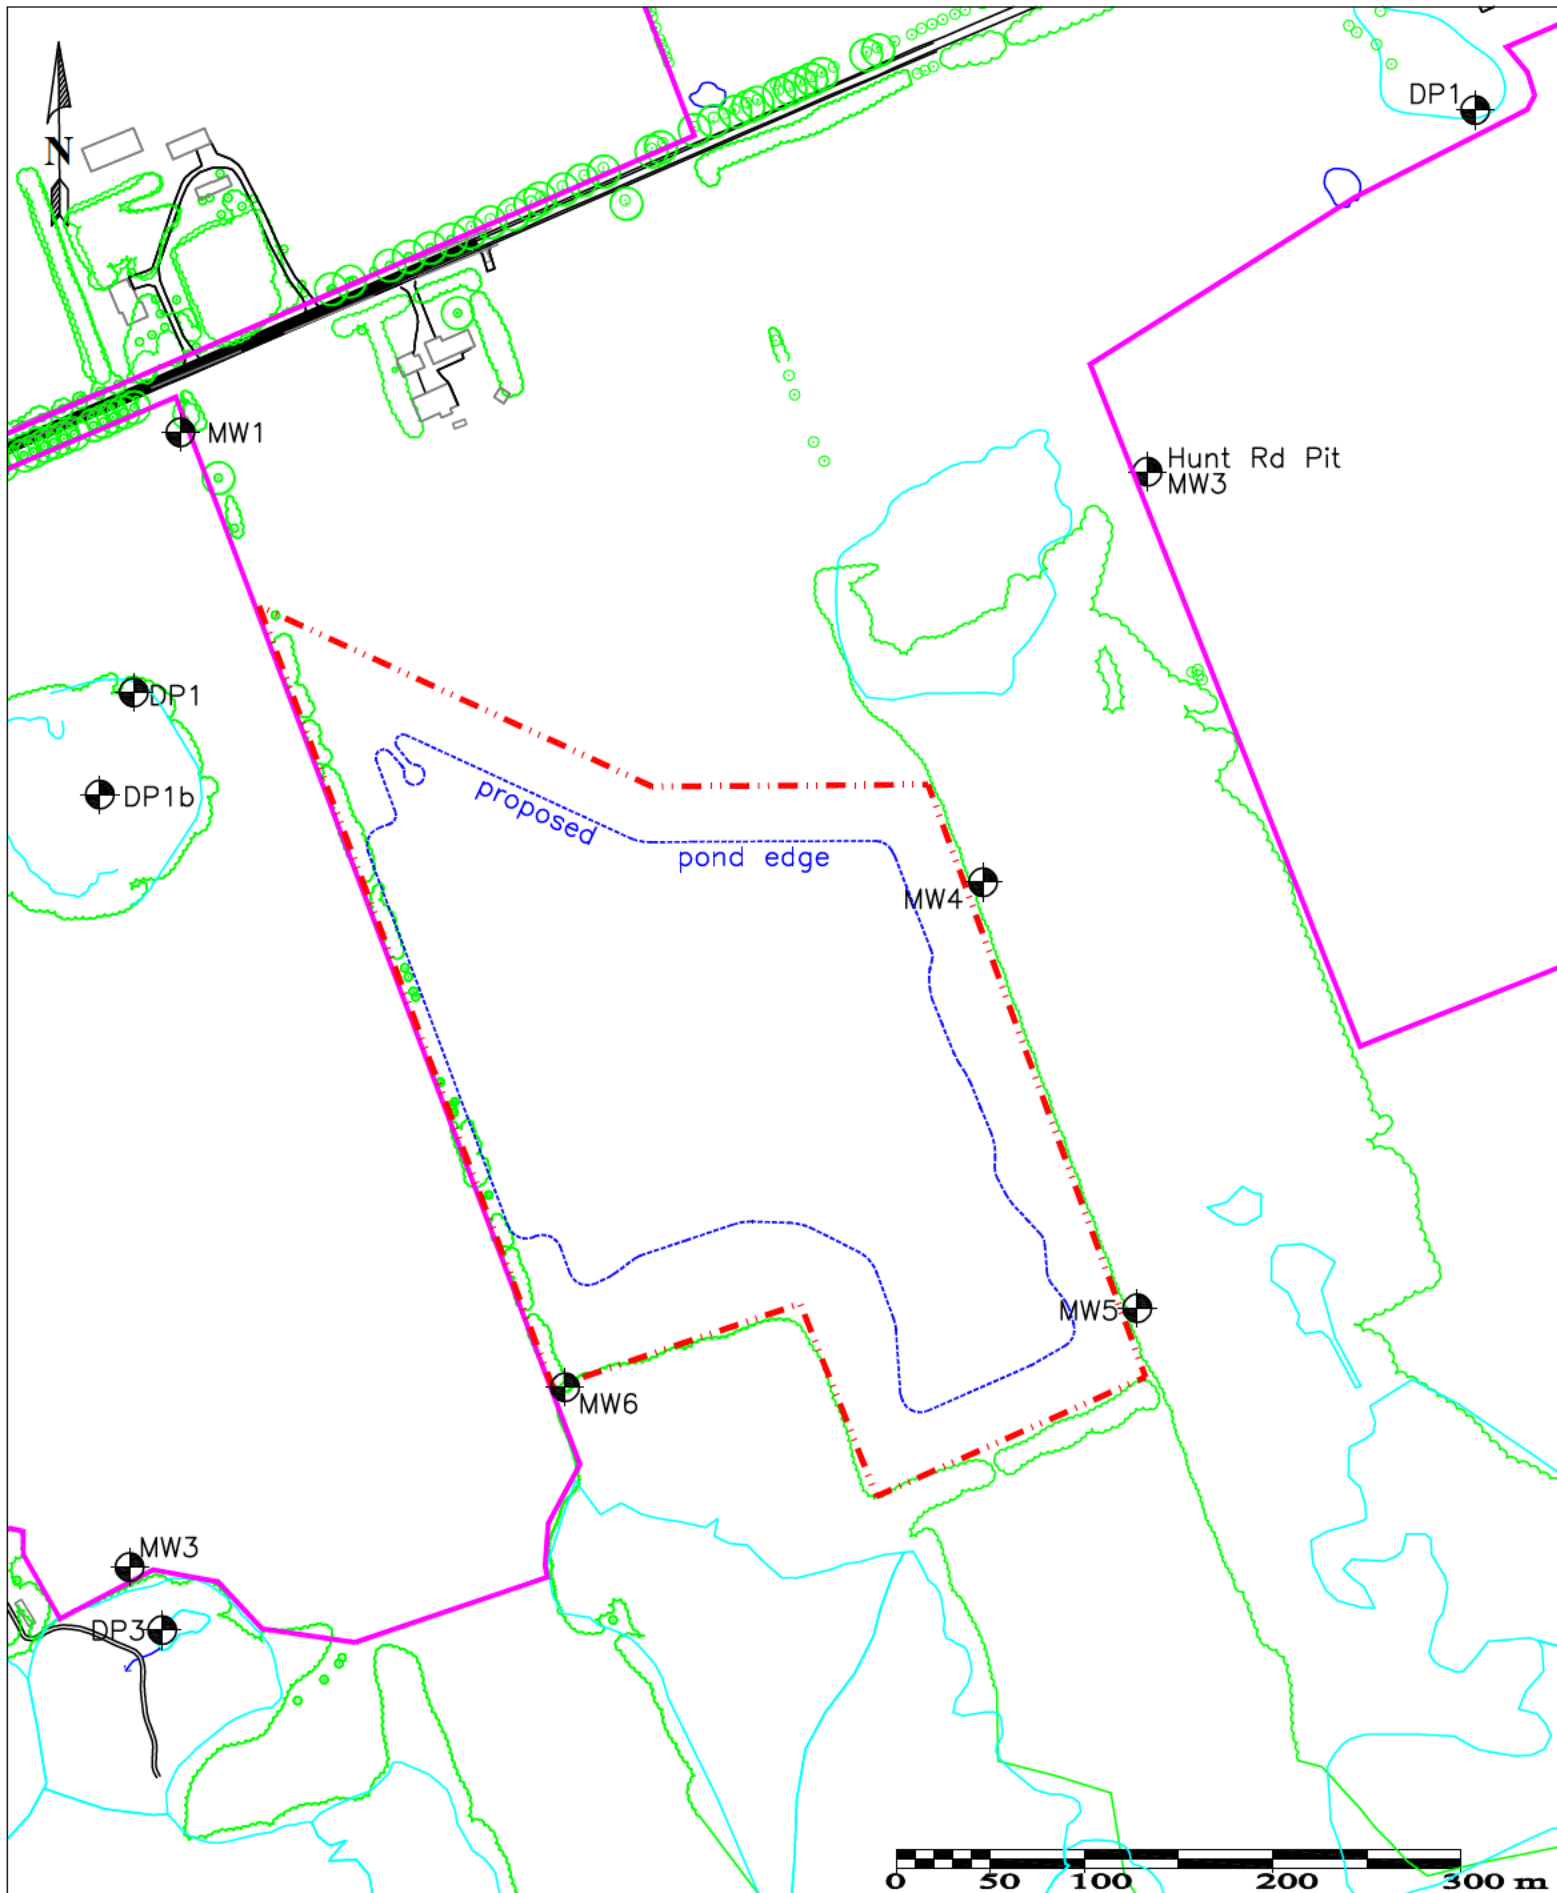 DP1
N
MW1
Hunt Rd Pit
MW3
DP1
DP1b
proposed
pond edge
MW4
MW5
MW6
MW3
DP3
0 50 100 200 300 m